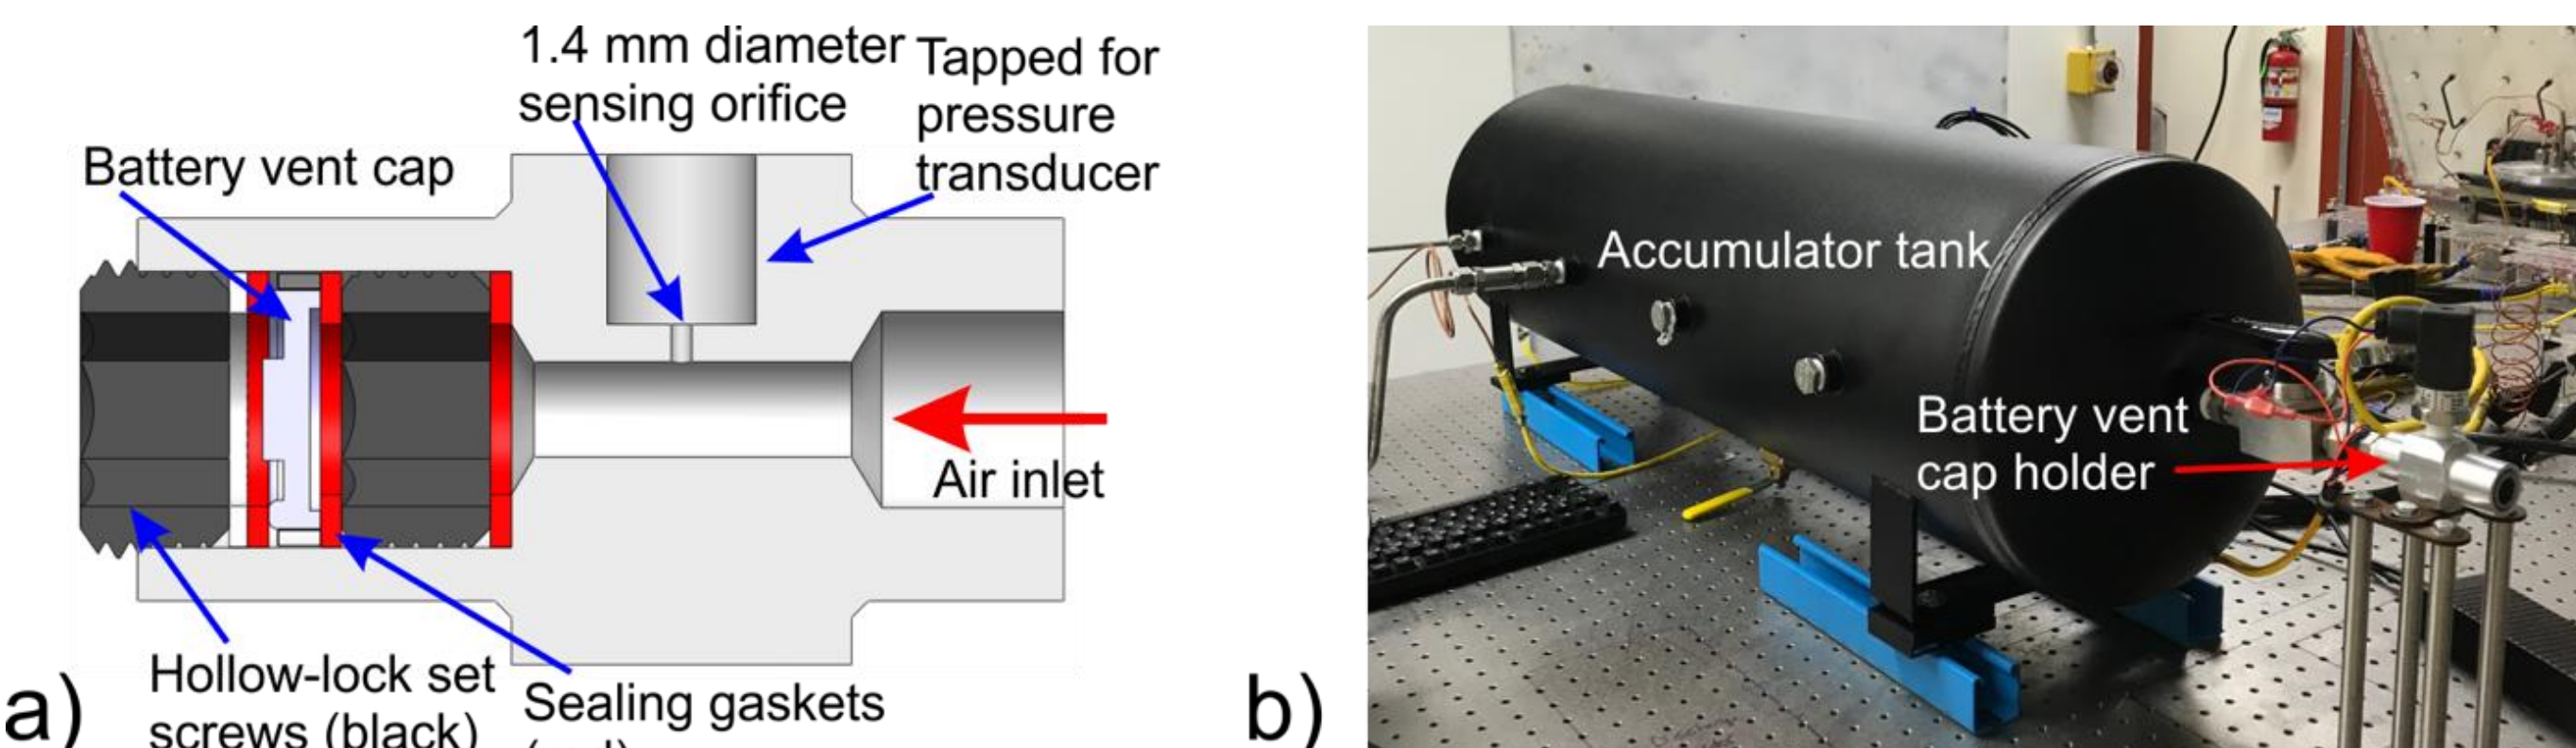 1.4 mm diameter
sensing orifice
Tapped for
pressure
transducer
Battery vent cap
Air inlet
Hollow-lock set
screws (black)
Sealing gaskets
a)
Accumulator tank
Battery vent
cap holder
b)